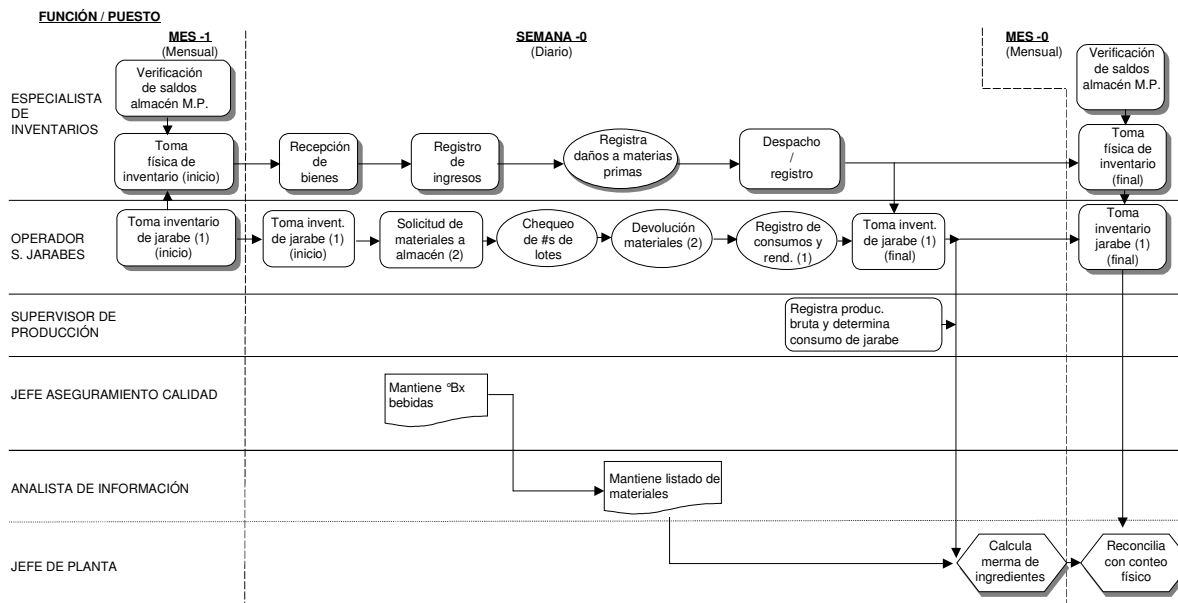 FUNCIÓN / PUESTO
MES -1
(Mensual)
SEMANA -0
(Diario)
MES -0
(Mensual)
ESPECIALISTA
DE
INVENTARIOS
Verificación
de saldos
almacén M.P.
Toma
física de
inventario (inicio)
Recepción
de
bienes
Registro
de
ingresos
Registra
daños a materias
primas
Despacho
/
registro
Verificación
de saldos
almacén M.P.
Toma
física de
inventario
(final)
OPERADOR
S. JARABES
Toma inventario
de jarabe (1)
(inicio)
Toma invent.
de jarabe (1)
(inicio)
Solicitud de
materiales a
almacén (2)
Chequeo
de #s de
lotes
Devolución
materiales (2)
Registro de
consumos y
rend. (1)
Toma invent.
de jarabe (1)
(final)
Toma
inventario
jarabe (1)
(final)
SUPERVISOR DE
PRODUCCIÓN
Registra produc.
bruta y determina
consumo de jarabe
JEFE ASEGURAMIENTO CALIDAD
Mantiene °Bx
bebidas
ANALISTA DE INFORMACIÓN
Mantiene listado de
materiales
JEFE DE PLANTA
Calcula
merma de
ingredientes
Reconcilia
con conteo
físico